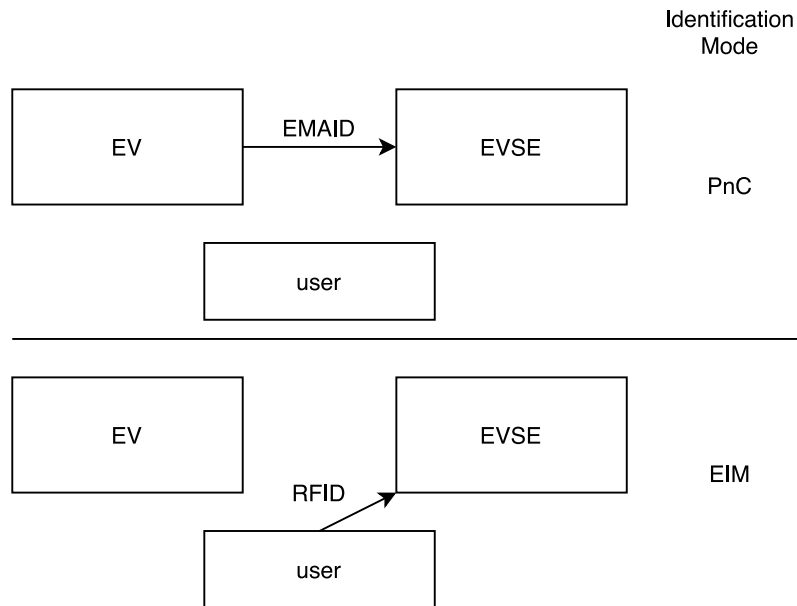 Identification
Mode
EV
EMAID
EVSE
PnC
user
EV
EVSE
EIM
RFID
user